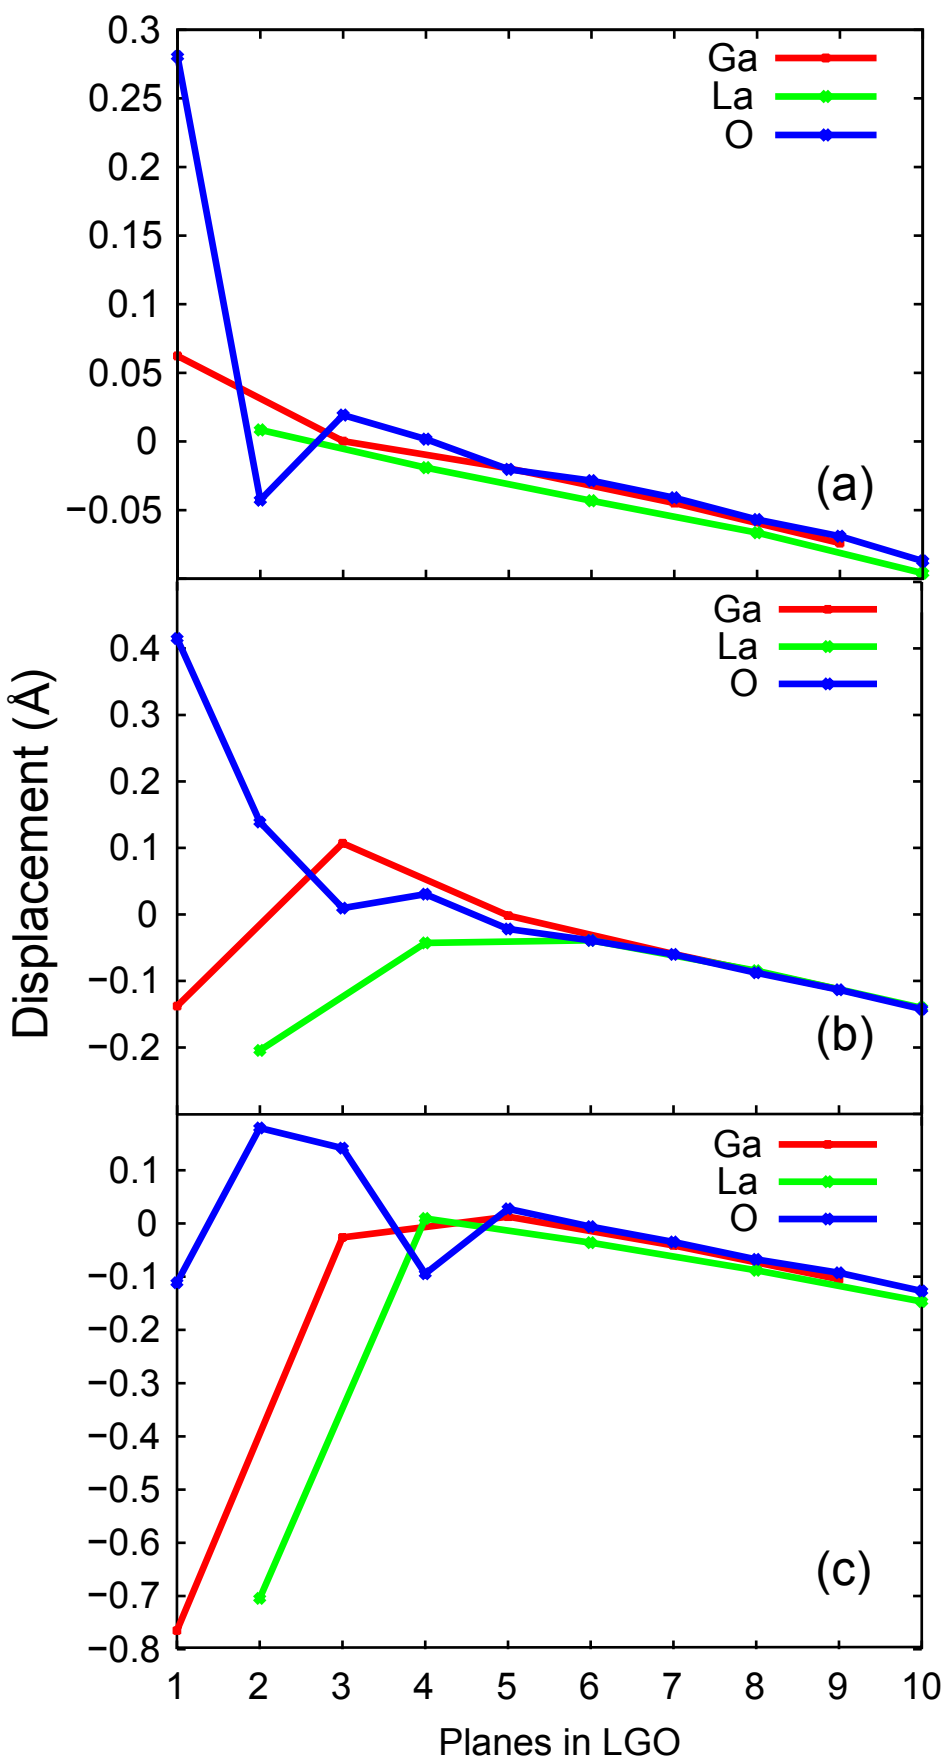 0.3
0.25
0.2
0.15
0.1
0.05
0
−0.05
Ga
La
O
(a)
0.4
0.3
0.2
0.1
0
−0.1
−0.2
Ga
La
O
(b)
Displacement (Å)
0.1
0
−0.1
−0.2
−0.3
−0.4
−0.5
−0.6
−0.7
−0.8
Ga
La
O
(c)
1 2 3 4 5 6 7 8 9 10
Planes in LGO